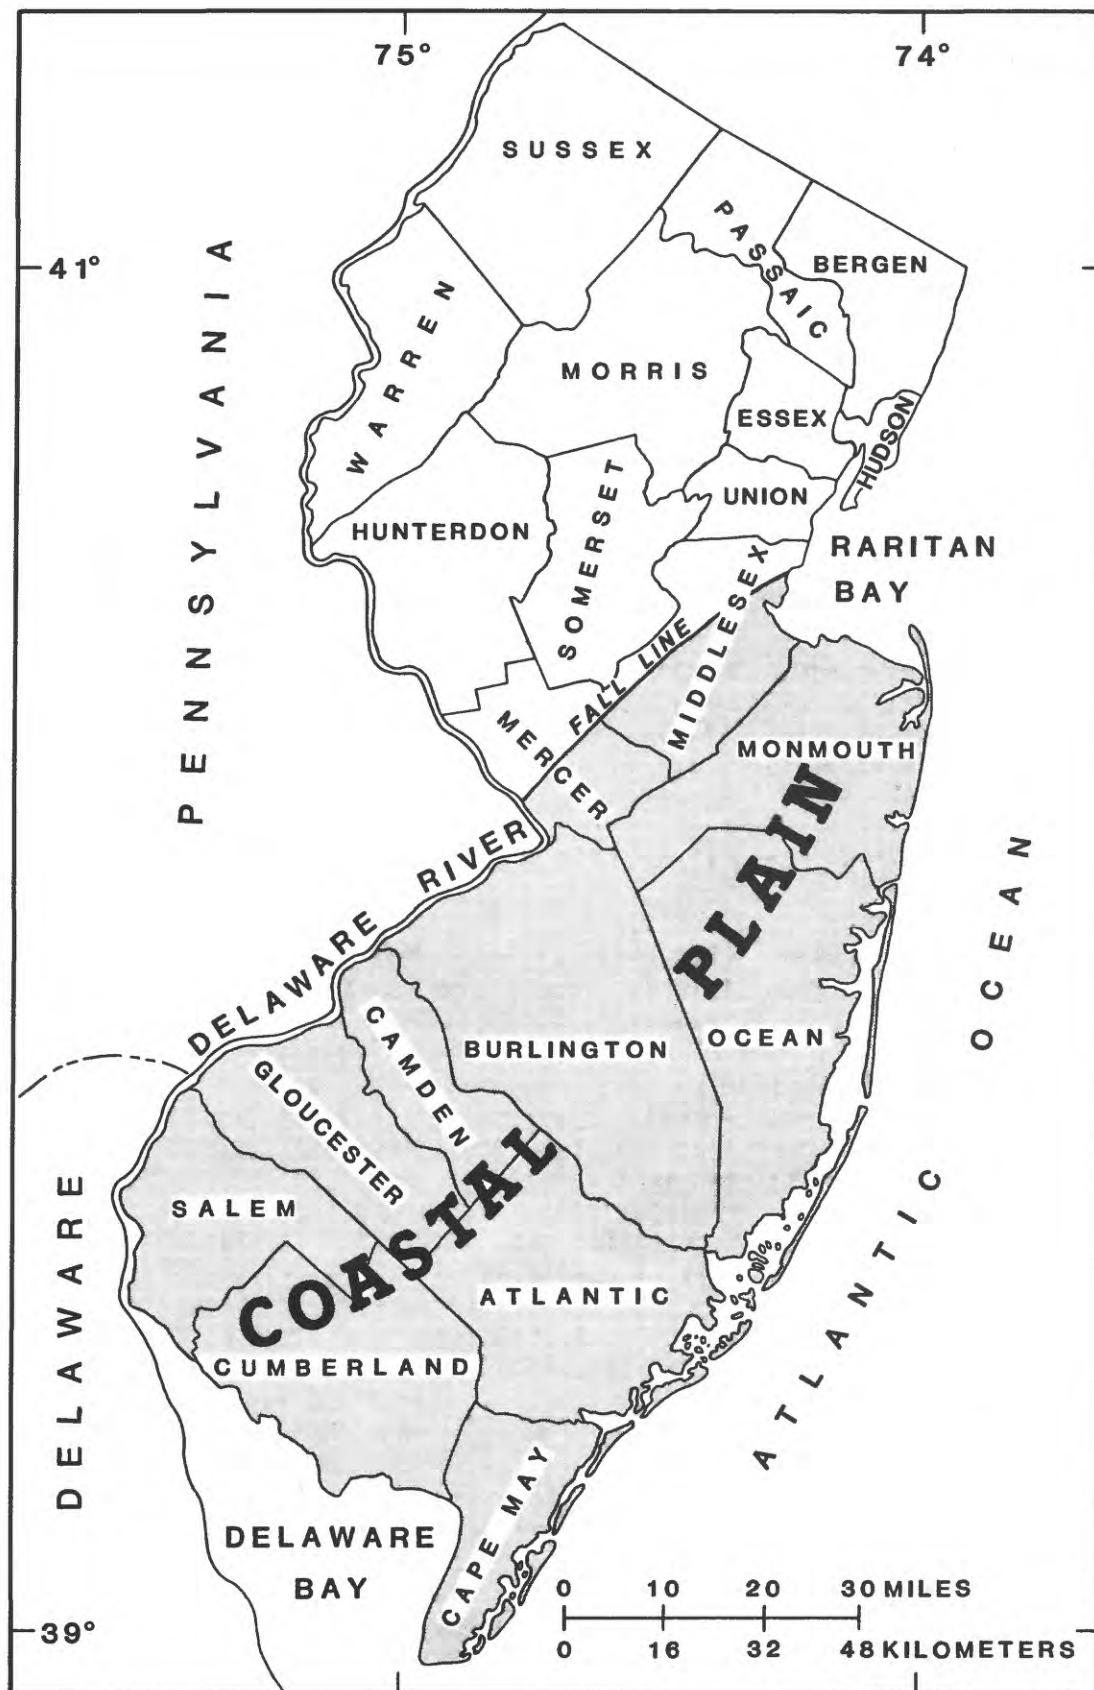 75° 74°
SUSSEX
PASSAIC
41°
BERGEN
PENNSYLVANIA
WARREN
MORRIS
ESSEX
HUDSON
UNION
HUNTERDON
SOMERSET
RARITAN
BAY
MIDDLESEX
FALL LINE
MERCER
MONMOUTH
DELAWARE RIVER
COASTAL PLAIN
OCEAN
BURLINGTON
CAMDEN
GLOUCESTER
SALEM
ATLANTIC
CUMBERLAND
CAPE MAY
ATLANTIC OCEAN
DELAWARE
DELAWARE
BAY
39°
0 10 20 30 MILES
0 16 32 48 KILOMETERS